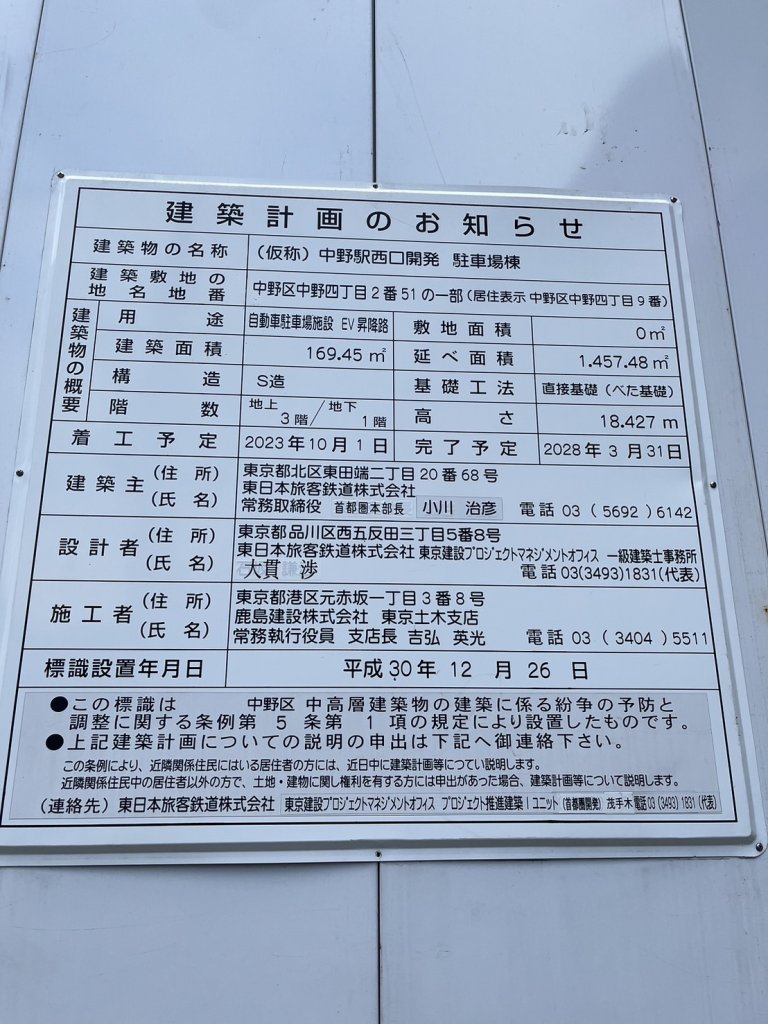 建築計画のお知らせ
建築物の名称 (仮称) 中野駅西口開発 駐車場棟
建築敷地の地名地番 中野区中野四丁目2番51の一部(居住表示 中野区中野四丁目9番)
建築物の概要
用途 自動車駐車場施設 EV昇降路 敷地面積 0㎡
建築面積 169.45㎡ 延べ面積 1.457.48㎡
構造 S造 基礎工法 直接基礎(べた基礎)
階数 地上3階/地下1階 高さ 18.427m
着工予定 2023年10月1日 完了予定 2028年3月31日
建築主 (住所) 東京都北区東田端二丁目20番68号
東日本旅客鉄道株式会社
(氏名) 常務取締役 首都圏本部長 小川 治彦 電話 03 (5692) 6142
設計者 (住所) 東京都品川区西五反田三丁目5番8号
東日本旅客鉄道株式会社 東京建設プロジェクトマネジメントオフィス 一級建築士事務所
(氏名) 大貫 渉 電話 03(3493)1831(代表)
施工者 (住所) 東京都港区元赤坂一丁目3番8号
鹿島建設株式会社 東京土木支店
(氏名) 常務執行役員 支店長 吉弘 英光 電話 03 (3404) 5511
標識設置年月日 平成30年 12 月 26 日
●この標識は 中野区 中高層建築物の建築に係る紛争の予防と
調整に関する条例第 5 条第 1 項の規定により設置したものです。
●上記建築計画についての説明の申出は下記へ御連絡下さい。
この条例により、近隣関係住民にはいる居住者の方には、近日中に建築計画等について説明します。
近隣関係住民中の居住者以外の方で、土地・建物に関し権利を有する方には申出があった場合、建築計画等について説明します。
(連絡先) 東日本旅客鉄道株式会社 東京建設プロジェクトマネジメントオフィス プロジェクト推進建築Ⅰユニット (首都圏開発) 茂手木 電話03(3493)1831(代表)